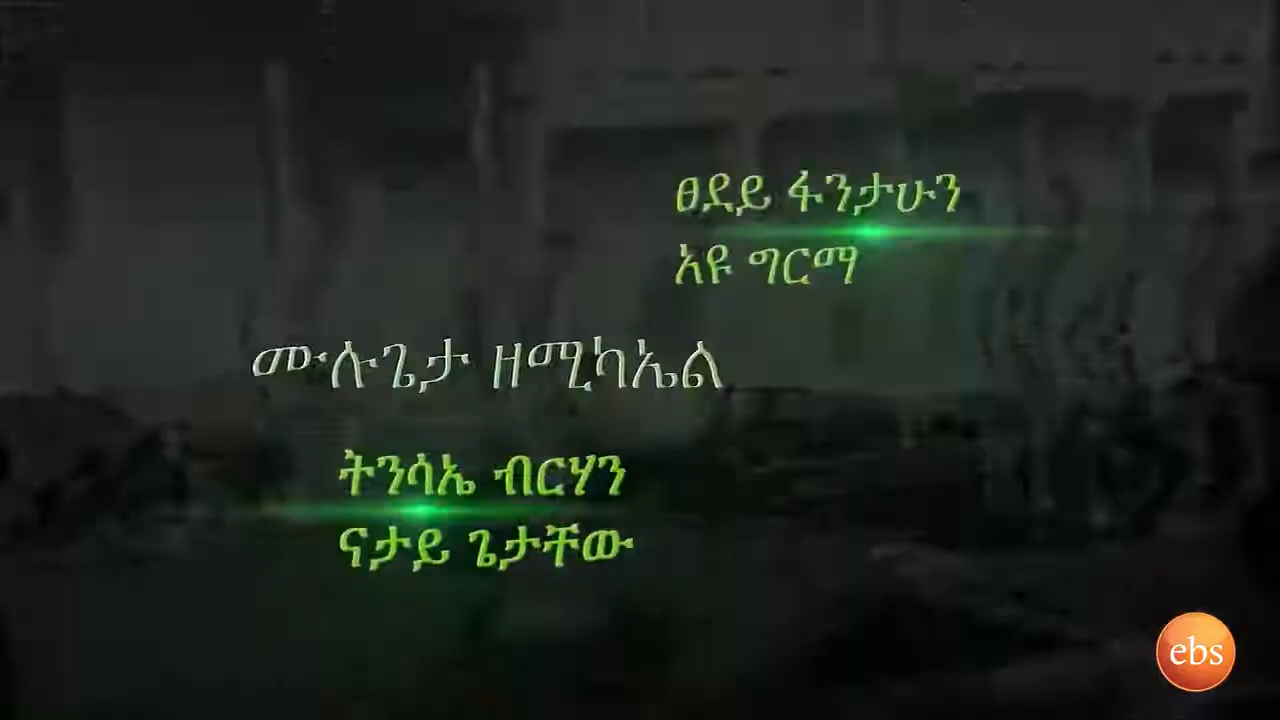 ፀደይ ፋንታሁን
አዩ ግርማ
ሙሉጌታ ዘሚካኤል
ትንሳኤ ብርሃን
ናታይ ጌታቸው
ebs